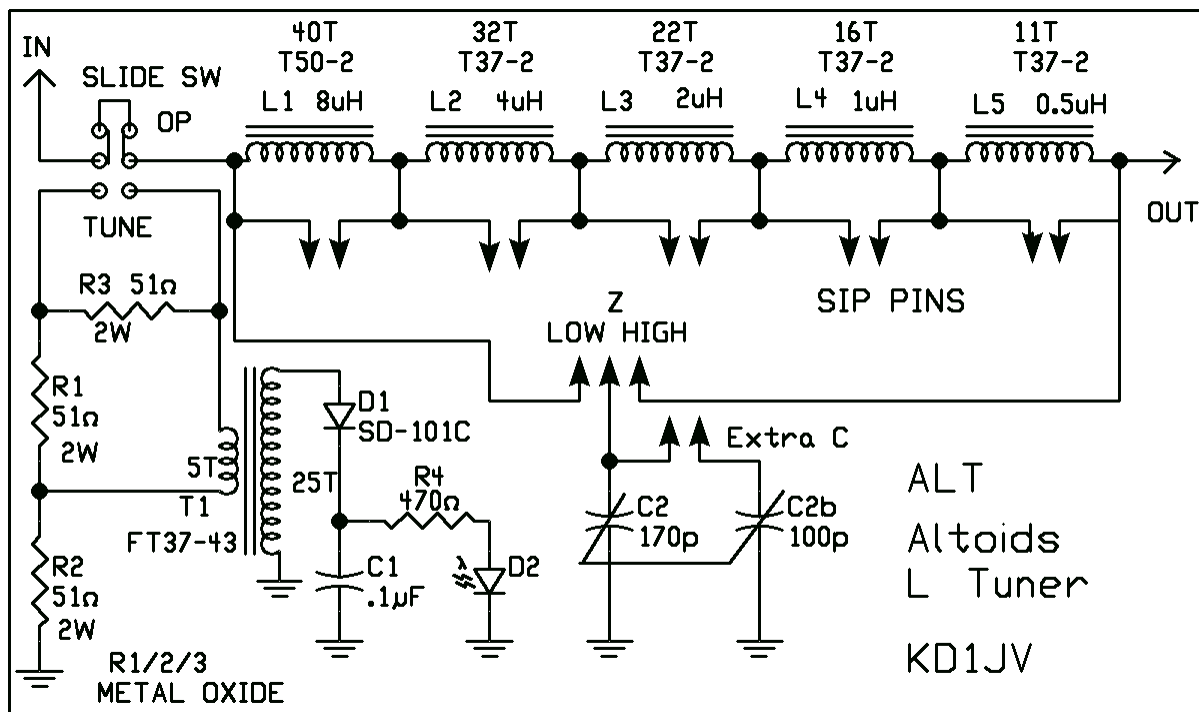 IN
SLIDE SW
OP
TUNE
40T
T50-2
L1 8uH
32T
T37-2
L2 4uH
22T
T37-2
L3 2uH
16T
T37-2
L4 1uH
11T
T37-2
L5 0.5uH
OUT
SIP PINS
Z
LOW HIGH
R3 51Ω
2W
R1
51Ω
2W
5T
T1
FT37-43
25T
D1
SD-101C
R4
470Ω
Extra C
C2
170p
C2b
100p
R2
51Ω
2W
C1
.1µF
λ
D2
R1/2/3
METAL OXIDE
ALT
Altoids
L Tuner
KD1JV